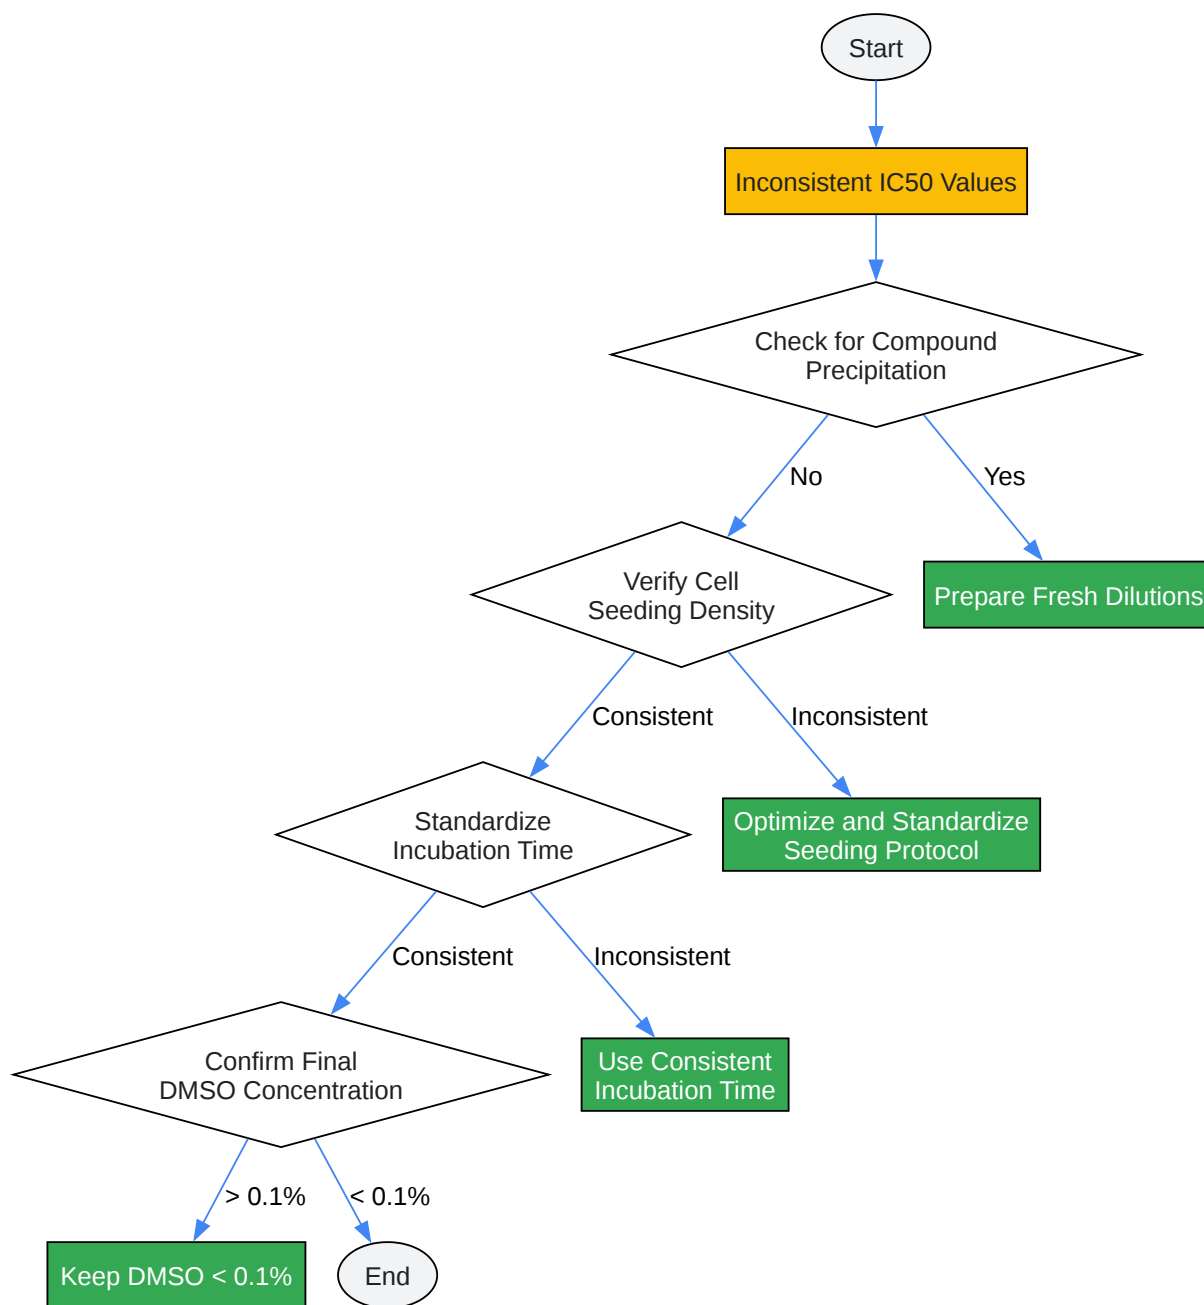 Start
Inconsistent IC50 Values
Check for Compound
Precipitation
No
Yes
Verify Cell
Seeding Density
Prepare Fresh Dilutions
Consistent
Inconsistent
Standardize
Incubation Time
Optimize and Standardize
Seeding Protocol
Consistent
Inconsistent
Confirm Final
DMSO Concentration
Use Consistent
Incubation Time
> 0.1%
< 0.1%
Keep DMSO < 0.1%
End